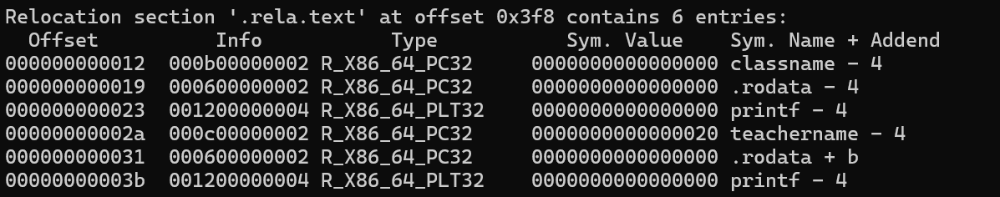 Relocation section '.rela.text' at offset 0x3f8 contains 6 entries:
  Offset          Info           Type           Sym. Value    Sym. Name + Addend
000000000012  000b00000002 R_X86_64_PC32     0000000000000000 classname - 4
000000000019  000600000002 R_X86_64_PC32     0000000000000000 .rodata - 4
000000000023  001200000004 R_X86_64_PLT32    0000000000000000 printf - 4
00000000002a  000c00000002 R_X86_64_PC32     0000000000000020 teachername - 4
000000000031  000600000002 R_X86_64_PC32     0000000000000000 .rodata + b
00000000003b  001200000004 R_X86_64_PLT32    0000000000000000 printf - 4